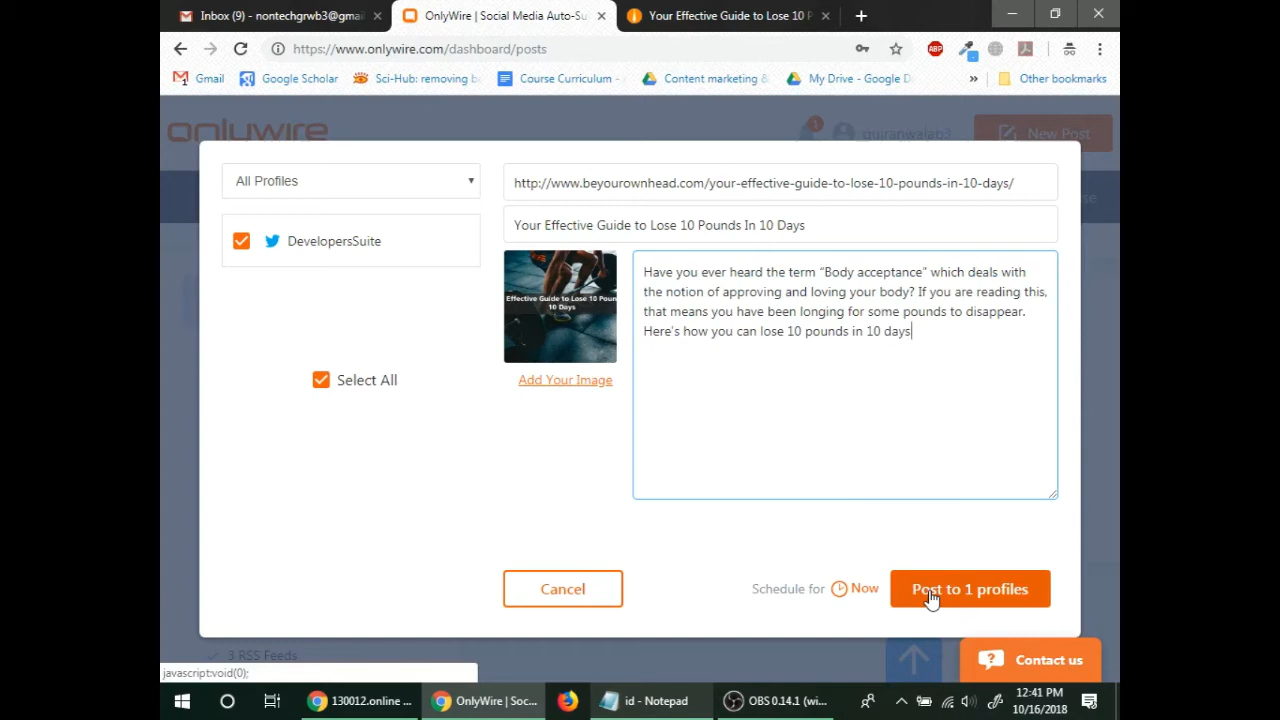 Inbox (9) - nontechgrwb3@gmai
OnlyWire | Social Media Auto-Su
Your Effective Guide to Lose 10 P
https://www.onlywire.com/dashboard/posts
ABP
Gmail
Google Scholar
Sci-Hub: removing b
Course Curriculum -
Content marketing &
My Drive - Google D
»
Other bookmarks
onlywire
1
gujranwalab3
New Post
All Profiles
http://www.beyourownhead.com/your-effective-guide-to-lose-10-pounds-in-10-days/
Your Effective Guide to Lose 10 Pounds In 10 Days
DevelopersSuite
Effective Guide to Lose 10 Poun
10 Days
Have you ever heard the term “Body acceptance” which deals with
the notion of approving and loving your body? If you are reading this,
that means you have been longing for some pounds to disappear.
Here's how you can lose 10 pounds in 10 days
Add Your Image
Select All
Cancel
Schedule for
Now
Post to 1 profiles
3 RSS Feeds
Contact us
javascript:void(0);
130012.online ...
OnlyWire | Soc...
id - Notepad
OBS 0.14.1 (wi...
12:41 PM
10/16/2018